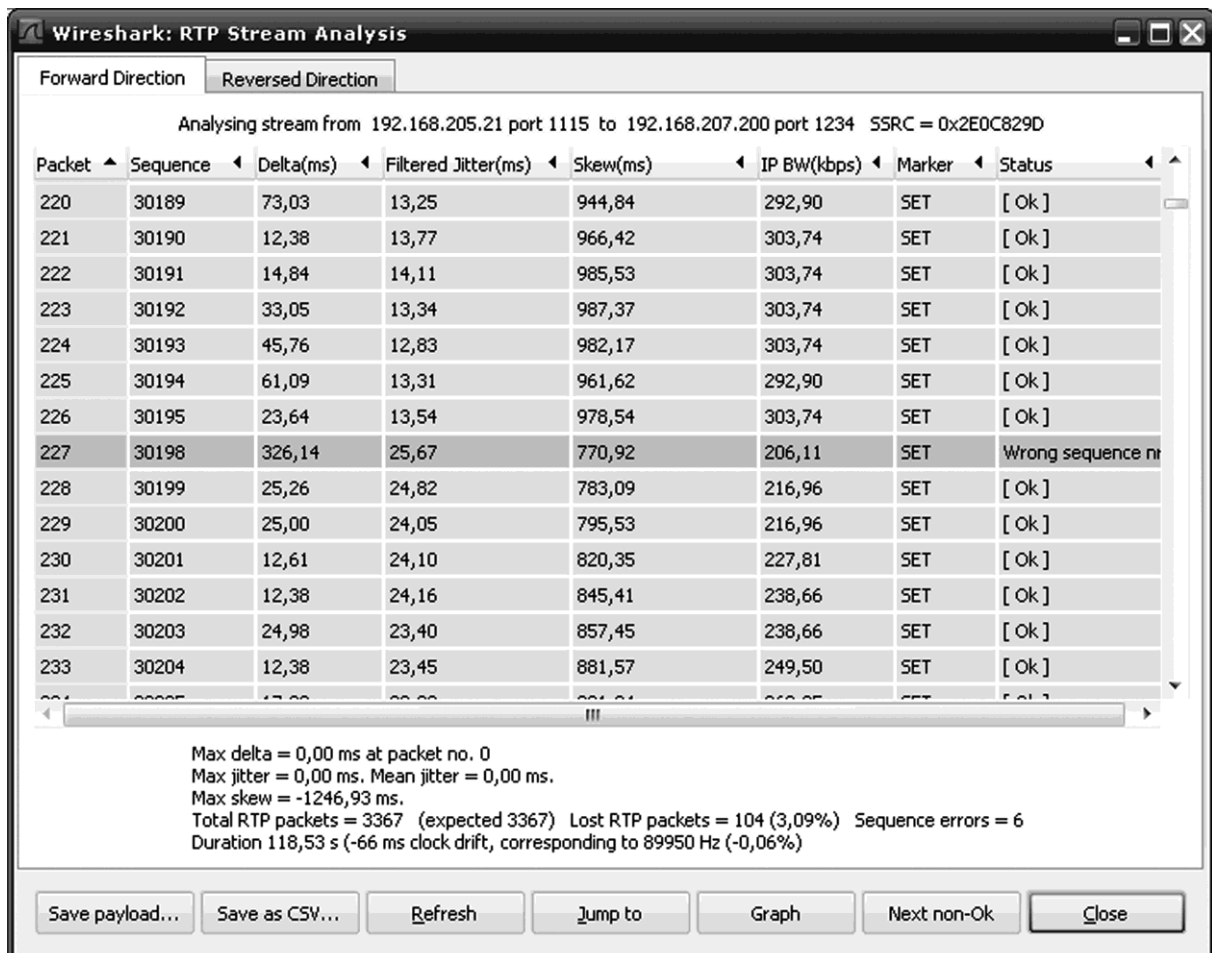 Wireshark: RTP Stream Analysis
Forward Direction Reversed Direction
Analysing stream from 192.168.205.21 port 1115 to 192.168.207.200 port 1234 SSRC = 0x2E0C829D
Packet Sequence Delta(ms) Filtered Jitter(ms) Skew(ms) IP BW(kbps) Marker Status
220 30189 73,03 13,25 944,84 292,90 SET [ Ok ]
221 30190 12,38 13,77 966,42 303,74 SET [ Ok ]
222 30191 14,84 14,11 985,53 303,74 SET [ Ok ]
223 30192 33,05 13,34 987,37 303,74 SET [ Ok ]
224 30193 45,76 12,83 982,17 303,74 SET [ Ok ]
225 30194 61,09 13,31 961,62 292,90 SET [ Ok ]
226 30195 23,64 13,54 978,54 303,74 SET [ Ok ]
227 30198 326,14 25,67 770,92 206,11 SET Wrong sequence nr
228 30199 25,26 24,82 783,09 216,96 SET [ Ok ]
229 30200 25,00 24,05 795,53 216,96 SET [ Ok ]
230 30201 12,61 24,10 820,35 227,81 SET [ Ok ]
231 30202 12,38 24,16 845,41 238,66 SET [ Ok ]
232 30203 24,98 23,40 857,45 238,66 SET [ Ok ]
233 30204 12,38 23,45 881,57 249,50 SET [ Ok ]
Max delta = 0,00 ms at packet no. 0
Max jitter = 0,00 ms. Mean jitter = 0,00 ms.
Max skew = -1246,93 ms.
Total RTP packets = 3367 (expected 3367) Lost RTP packets = 104 (3,09%) Sequence errors = 6
Duration 118,53 s (-66 ms clock drift, corresponding to 89950 Hz (-0,06%)
Save payload... Save as CSV... Refresh Jump to Graph Next non-Ok Close